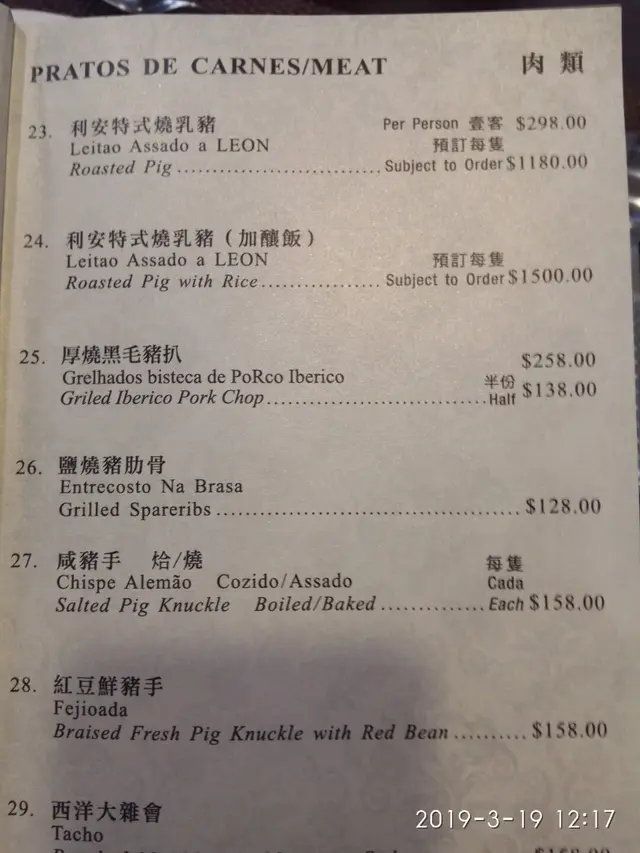 PRATOS DE CARNES/MEAT 肉類
23. 利安特式燒乳豬 Per Person 壹客 $298.00
Leitao Assado a LEON 預訂每隻
Roasted Pig Subject to Order $1180.00
24. 利安特式燒乳豬（加釀飯）
Leitao Assado a LEON 預訂每隻
Roasted Pig with Rice Subject to Order $1500.00
25. 厚燒黑毛豬扒 $258.00
Grelhados bisteca de PoRco Iberico 半份
Griled Iberico Pork Chop Half $138.00
26. 鹽燒豬肋骨
Entrecosto Na Brasa
Grilled Spareribs $128.00
27. 咸豬手 烚/燒 每隻
Chispe Alemão Cozido/Assado Cada
Salted Pig Knuckle Boiled/Baked Each $158.00
28. 紅豆鮮豬手
Fejioada
Braised Fresh Pig Knuckle with Red Bean $158.00
29. 西洋大雜會
Tacho
2019-3-19 12:17